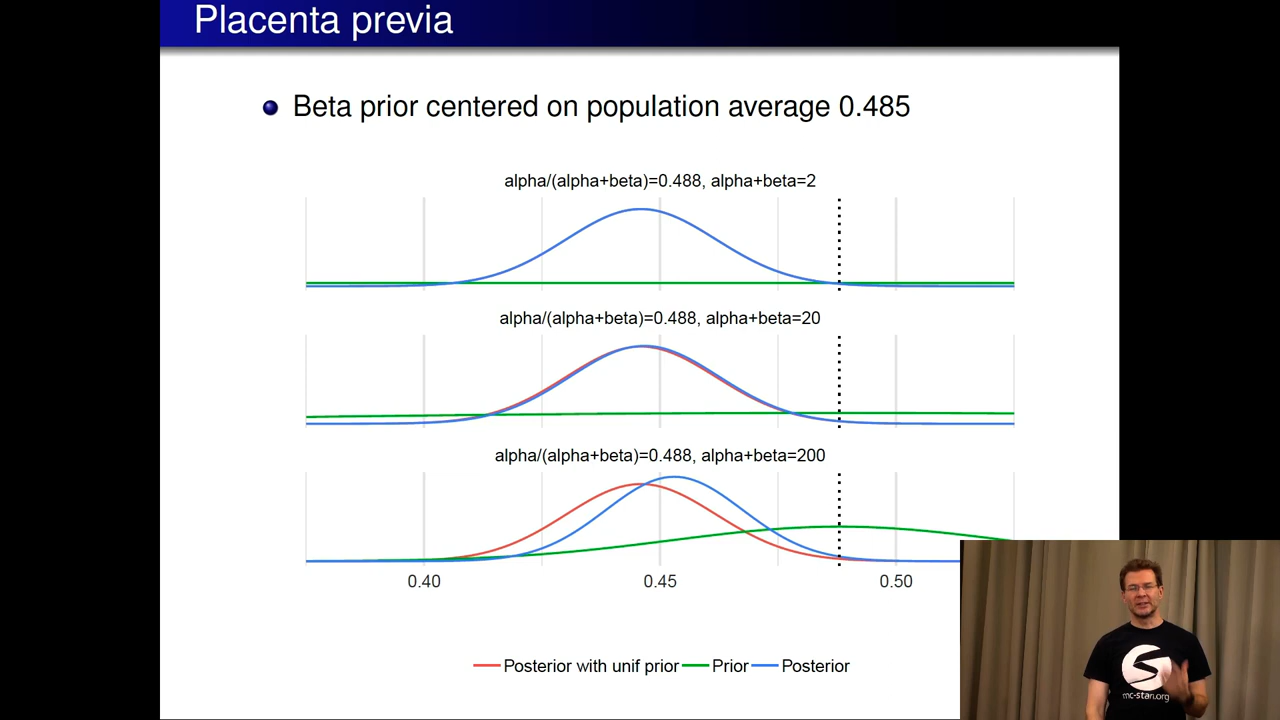 Placenta previa
Beta prior centered on population average 0.485
alpha/(alpha+beta)=0.488, alpha+beta=2
alpha/(alpha+beta)=0.488, alpha+beta=20
alpha/(alpha+beta)=0.488, alpha+beta=200
0.40 0.45 0.50
Posterior with unif prior Prior Posterior
mc-stan.org